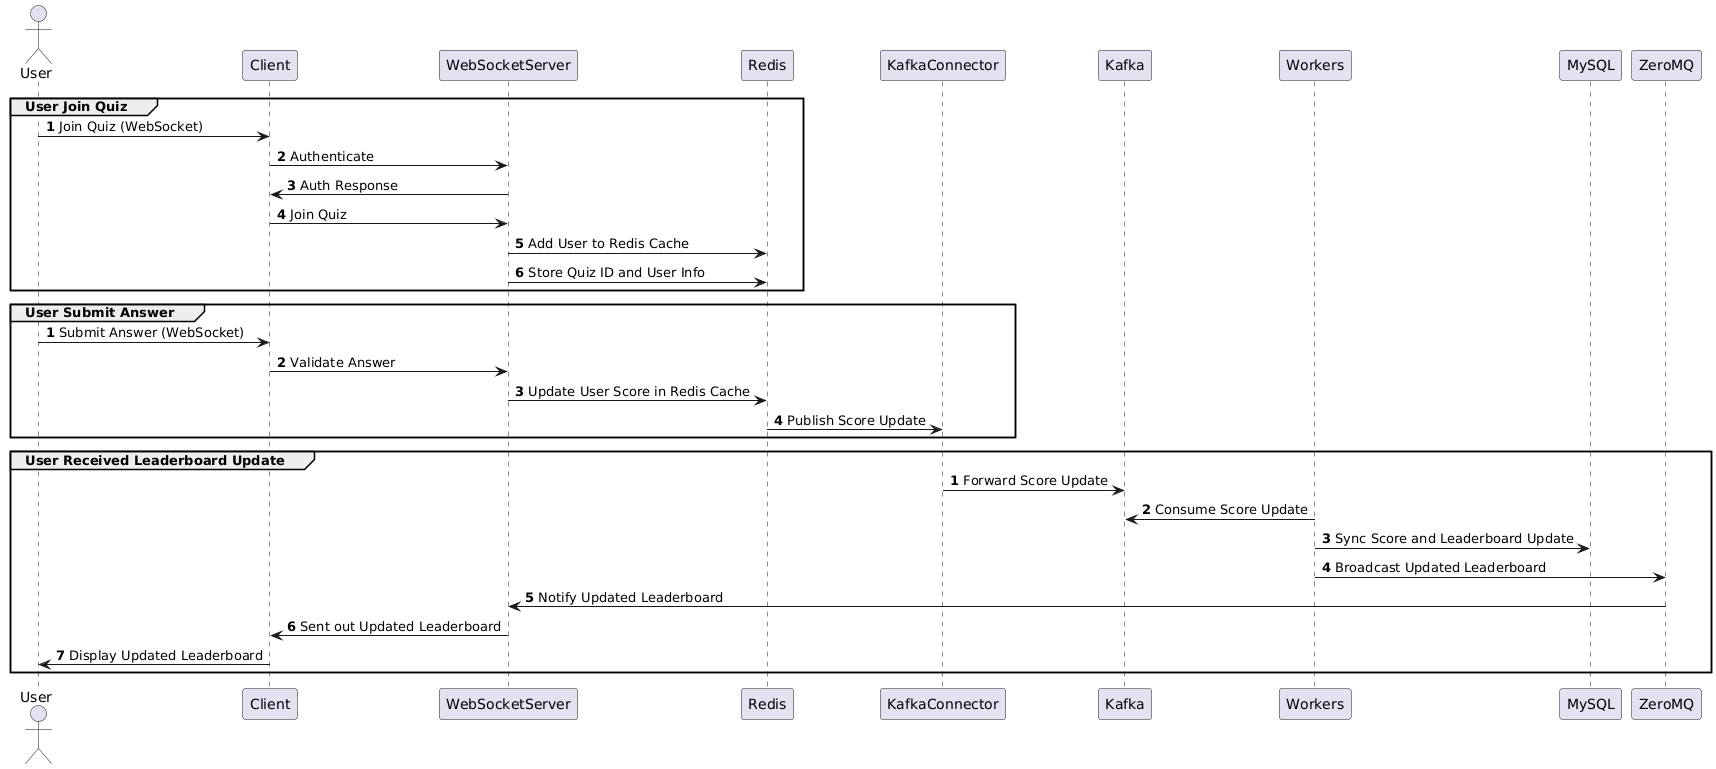 User
Client
WebSocketServer
Redis
KafkaConnector
Kafka
Workers
MySQL
ZeroMQ
User Join Quiz
1 Join Quiz (WebSocket)
2 Authenticate
3 Auth Response
4 Join Quiz
5 Add User to Redis Cache
6 Store Quiz ID and User Info
User Submit Answer
1 Submit Answer (WebSocket)
2 Validate Answer
3 Update User Score in Redis Cache
4 Publish Score Update
User Received Leaderboard Update
1 Forward Score Update
2 Consume Score Update
3 Sync Score and Leaderboard Update
4 Broadcast Updated Leaderboard
5 Notify Updated Leaderboard
6 Sent out Updated Leaderboard
7 Display Updated Leaderboard
User
Client
WebSocketServer
Redis
KafkaConnector
Kafka
Workers
MySQL
ZeroMQ